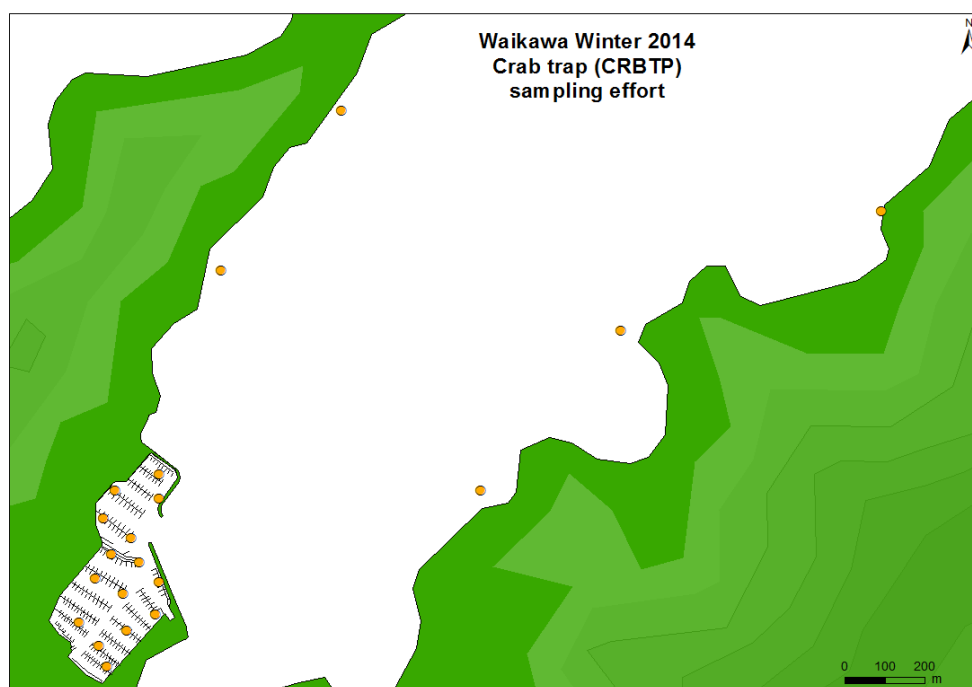 Waikawa Winter 2014
Crab trap (CRBTP)
sampling effort
N
0 100 200
m